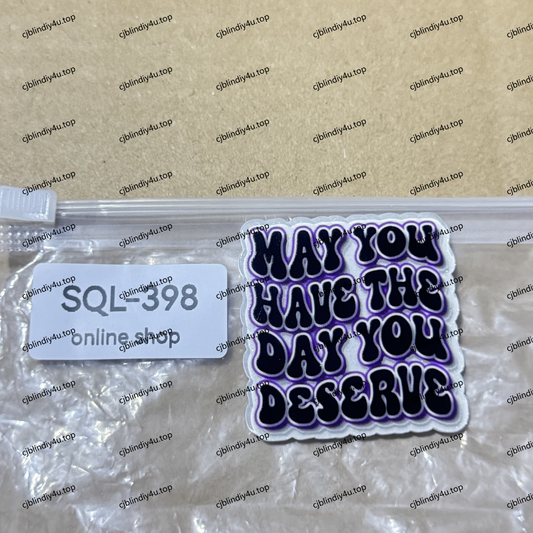 SQL-398
online shop
MAY YOU
HAVE THE
DAY YOU
DESERVE
cjblindiy4u.top